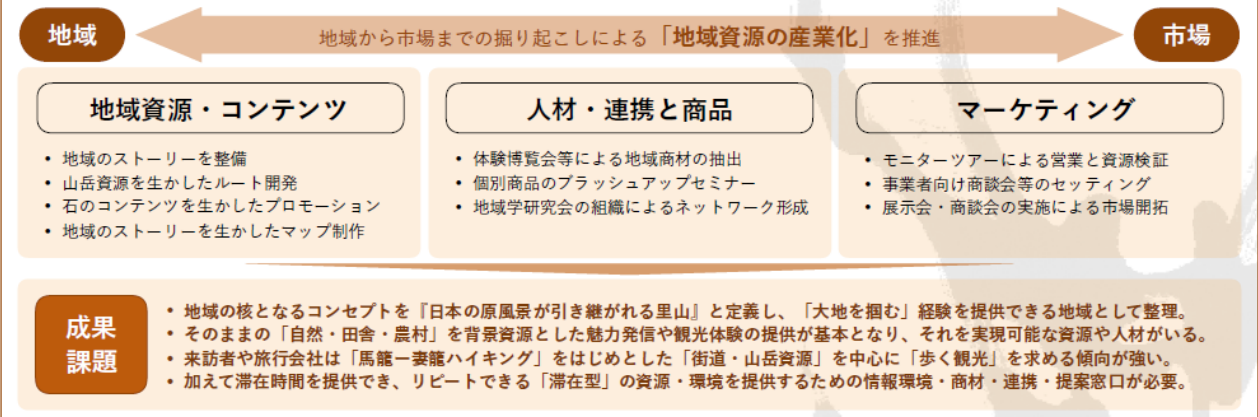 地域
地域から市場までの掘り起こしによる「地域資源の産業化」を推進
市場
地域資源・コンテンツ
• 地域のストーリーを整備
• 山岳資源を生かしたルート開発
• 石のコンテンツを生かしたプロモーション
• 地域のストーリーを生かしたマップ制作
人材・連携と商品
• 体験博覧会等による地域商材の抽出
• 個別商品のブラッシュアップセミナー
• 地域学研究会の組織によるネットワーク形成
マーケティング
• モニターツアーによる営業と資源検証
• 事業者向け商談会等のセッティング
• 展示会・商談会の実施による市場開拓
成果
課題
• 地域の核となるコンセプトを『日本の原風景が引き継がれる里山』と定義し、「大地を掴む」経験を提供できる地域として整理。
• そのままの「自然・田舎・農村」を背景資源とした魅力発信や観光体験の提供が基本となり、それを実現可能な資源や人材がいる。
• 来訪者や旅行会社は「馬籠ー妻籠ハイキング」をはじめとした「街道・山岳資源」を中心に「歩く観光」を求める傾向が強い。
• 加えて滞在時間を提供でき、リピートできる「滞在型」の資源・環境を提供するための情報環境・商材・連携・提案窓口が必要。